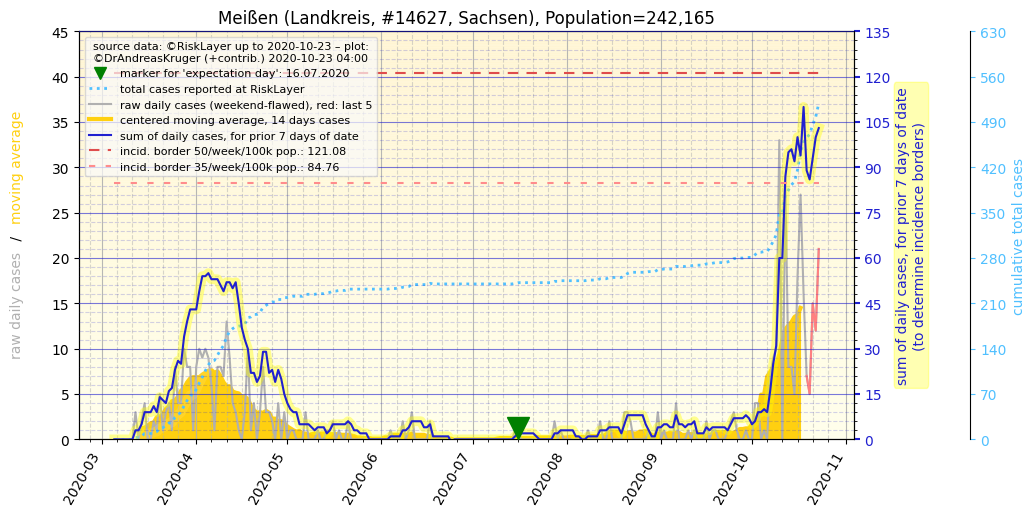 Meißen (Landkreis, #14627, Sachsen), Population=242,165
source data: ©RiskLayer up to 2020-10-23 – plot:
©DrAndreasKruger (+contrib.) 2020-10-23 04:00
marker for 'expectation day': 16.07.2020
total cases reported at RiskLayer
raw daily cases (weekend-flawed), red: last 5
centered moving average, 14 days cases
sum of daily cases, for prior 7 days of date
incid. border 50/week/100k pop.: 121.08
incid. border 35/week/100k pop.: 84.76
raw daily cases / moving average
45
40
35
30
25
20
15
10
5
0
2020-03
2020-04
2020-05
2020-06
2020-07
2020-08
2020-09
2020-10
2020-11
135
120
105
90
75
60
45
30
15
0
sum of daily cases, for prior 7 days of date
(to determine incidence borders)
630
560
490
420
350
280
210
140
70
0
cumulative total cases